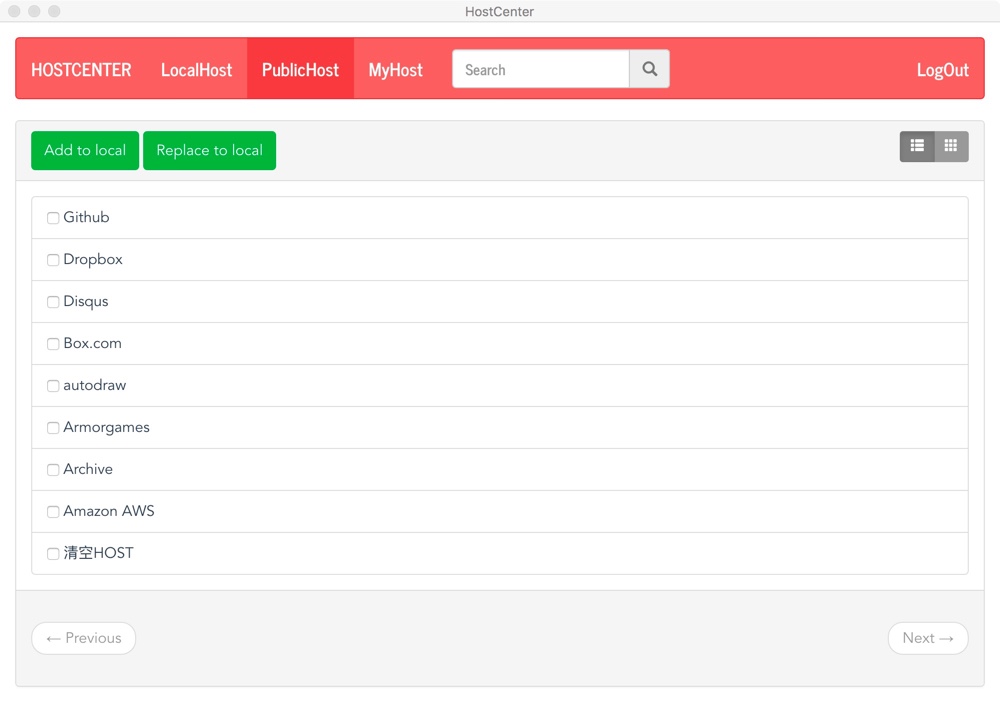 HostCenter
HOSTCENTER LocalHost PublicHost MyHost Search LogOut
Add to local Replace to local
Github
Dropbox
Disqus
Box.com
autodraw
Armorgames
Archive
Amazon AWS
清空HOST
← Previous Next →